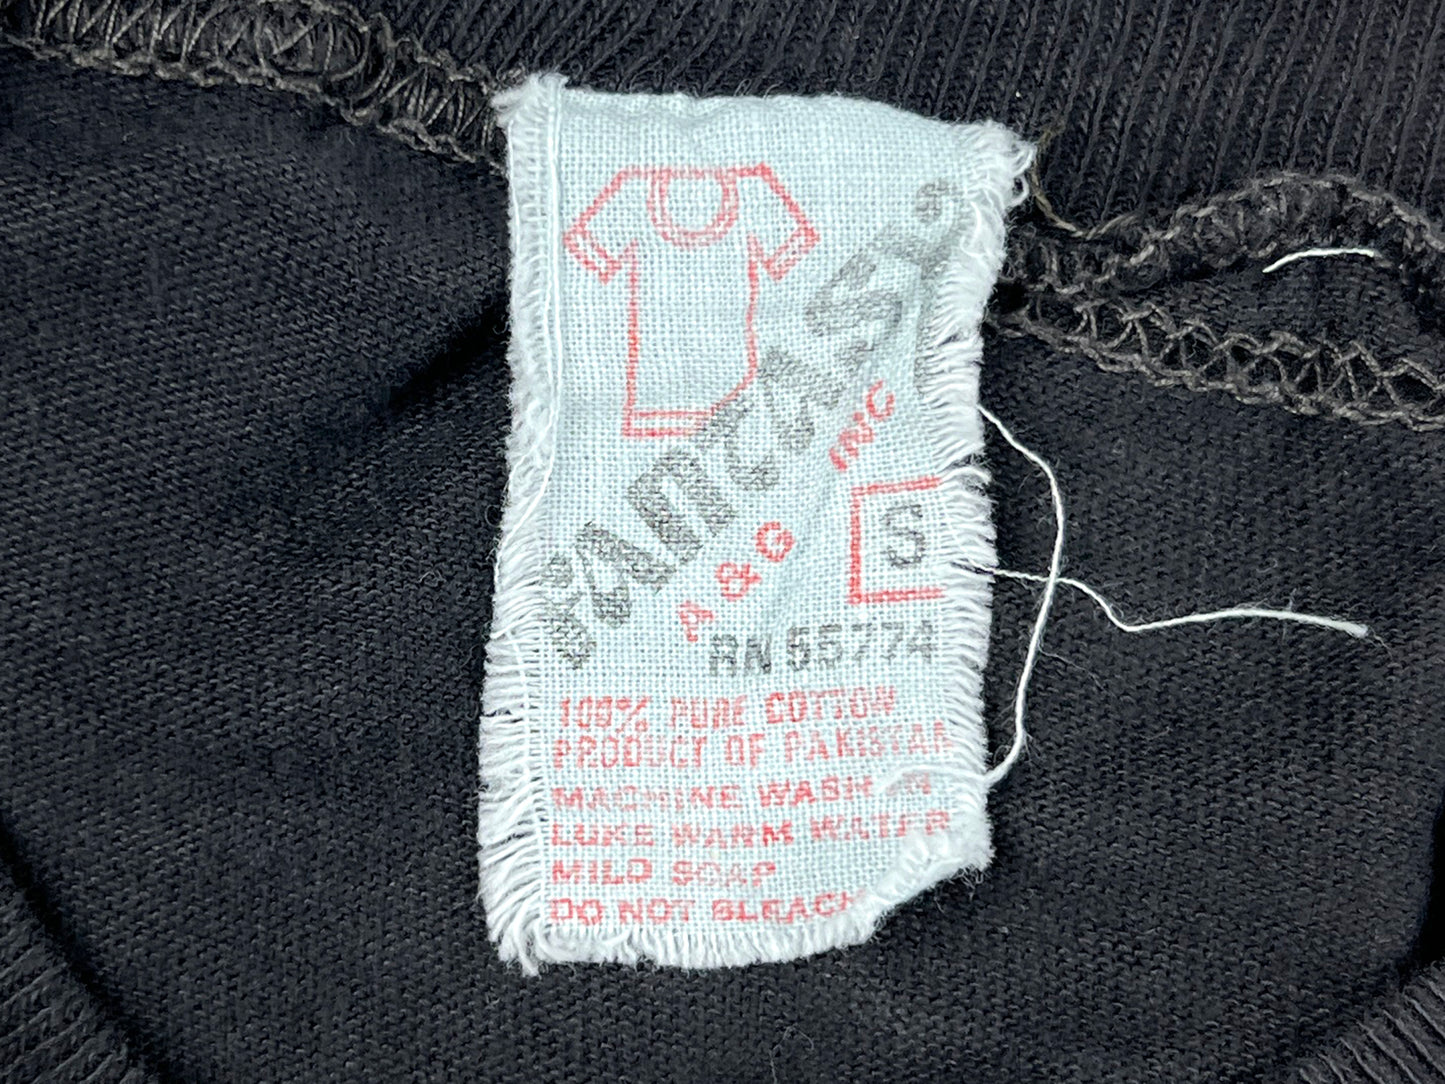 FANTASY
A & G INC
S
RN 55774
100% PURE COTTON
PRODUCT OF PAKISTAN
MACHINE WASH IN
LUKE WARM WATER
MILD SOAP
DO NOT BLEACH